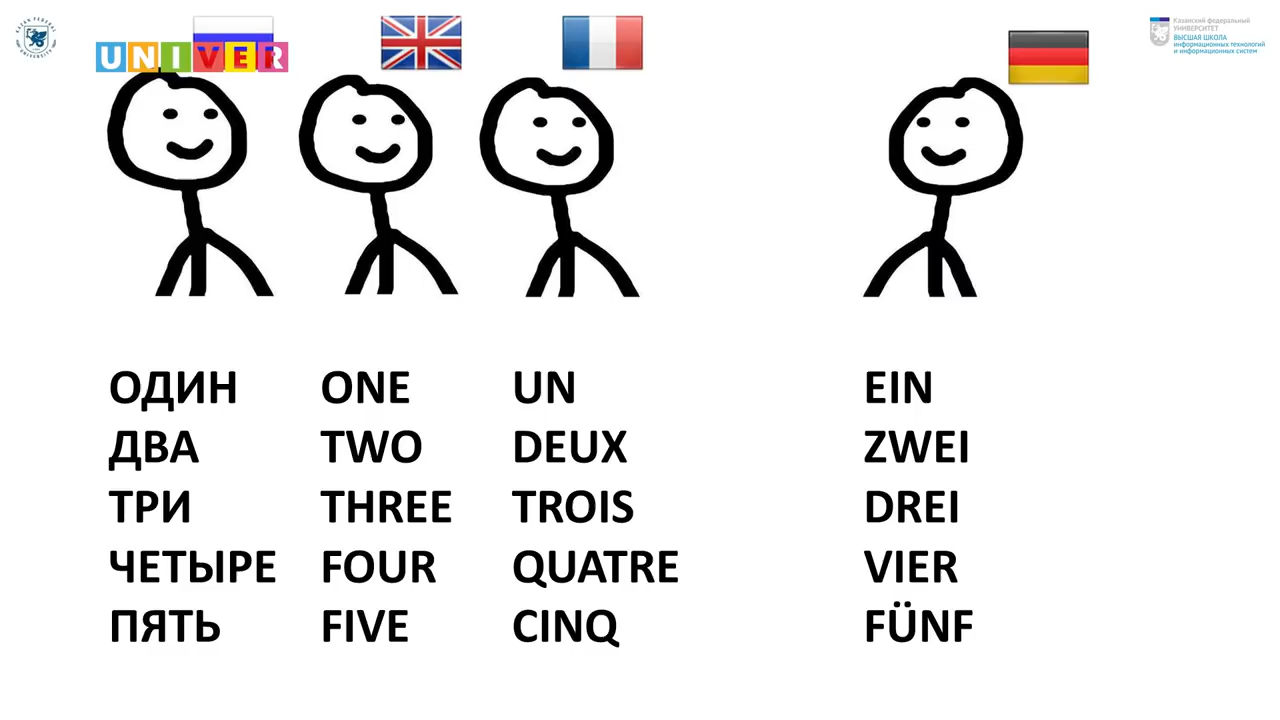 UNIVER
Казанский федеральный
УНИВЕРСИТЕТ
ВЫСШАЯ ШКОЛА
информационных технологий
и информационных систем
ОДИН ONE UN EIN
ДВА TWO DEUX ZWEI
ТРИ THREE TROIS DREI
ЧЕТЫРЕ FOUR QUATRE VIER
ПЯТЬ FIVE CINQ FÜNF